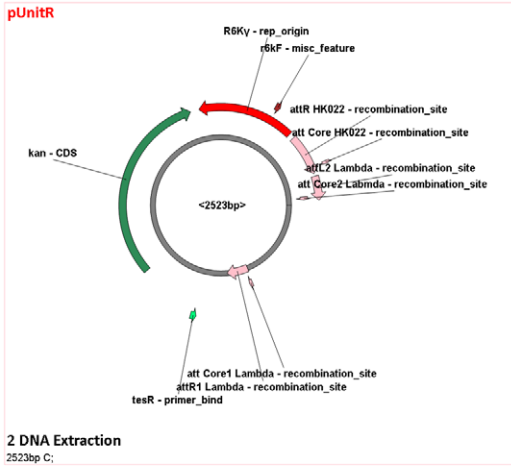 pUnitR
R6Kγ - rep_origin
r6kF - misc_feature
attR HK022 - recombination_site
att Core HK022 - recombination_site
kan - CDS
attL2 Lambda - recombination_site
att Core2 Labmda - recombination_site
<2523bp>
att Core1 Lambda - recombination_site
attR1 Lambda - recombination_site
tesR - primer_bind
2 DNA Extraction
2523bp C;